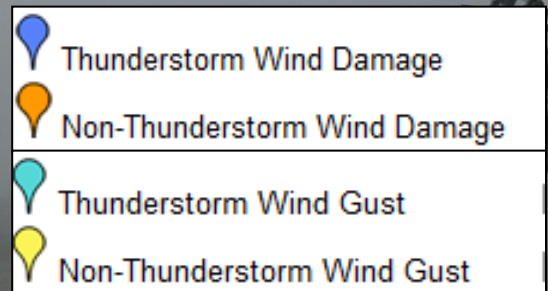 Thunderstorm Wind Damage
Non-Thunderstorm Wind Damage
Thunderstorm Wind Gust
Non-Thunderstorm Wind Gust